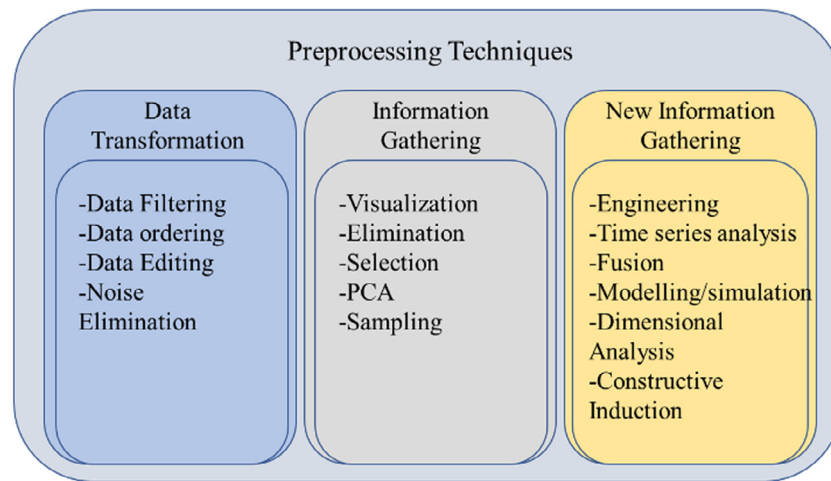 Preprocessing Techniques
Data
Transformation
-Data Filtering
-Data ordering
-Data Editing
-Noise
Elimination
Information
Gathering
-Visualization
-Elimination
-Selection
-PCA
-Sampling
New Information
Gathering
-Engineering
-Time series analysis
-Fusion
-Modelling/simulation
-Dimensional
Analysis
-Constructive
Induction